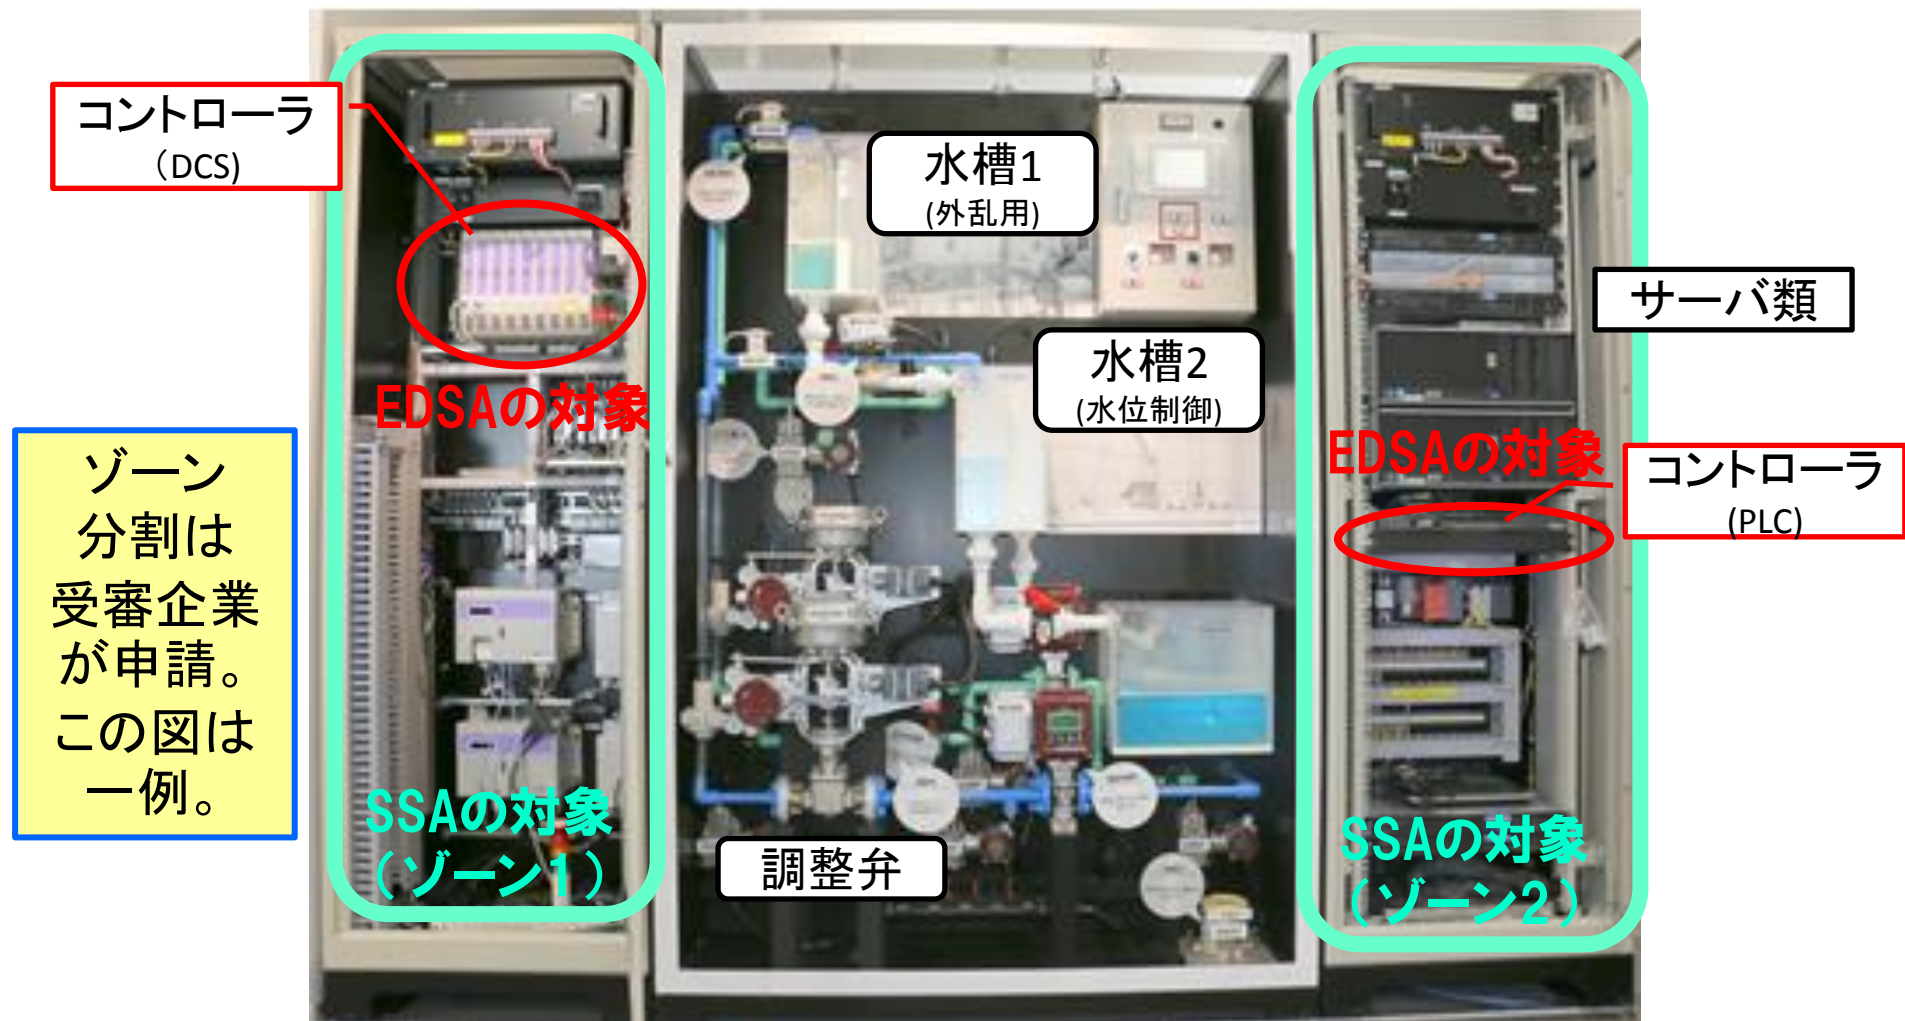 コントローラ
（DCS)
水槽1
(外乱用)
サーバ類
水槽2
(水位制御)
EDSAの対象
EDSAの対象
コントローラ
(PLC)
ゾーン
分割は
受審企業
が申請。
この図は
一例。
SSAの対象
（ゾーン1）
調整弁
SSAの対象
（ゾーン2）